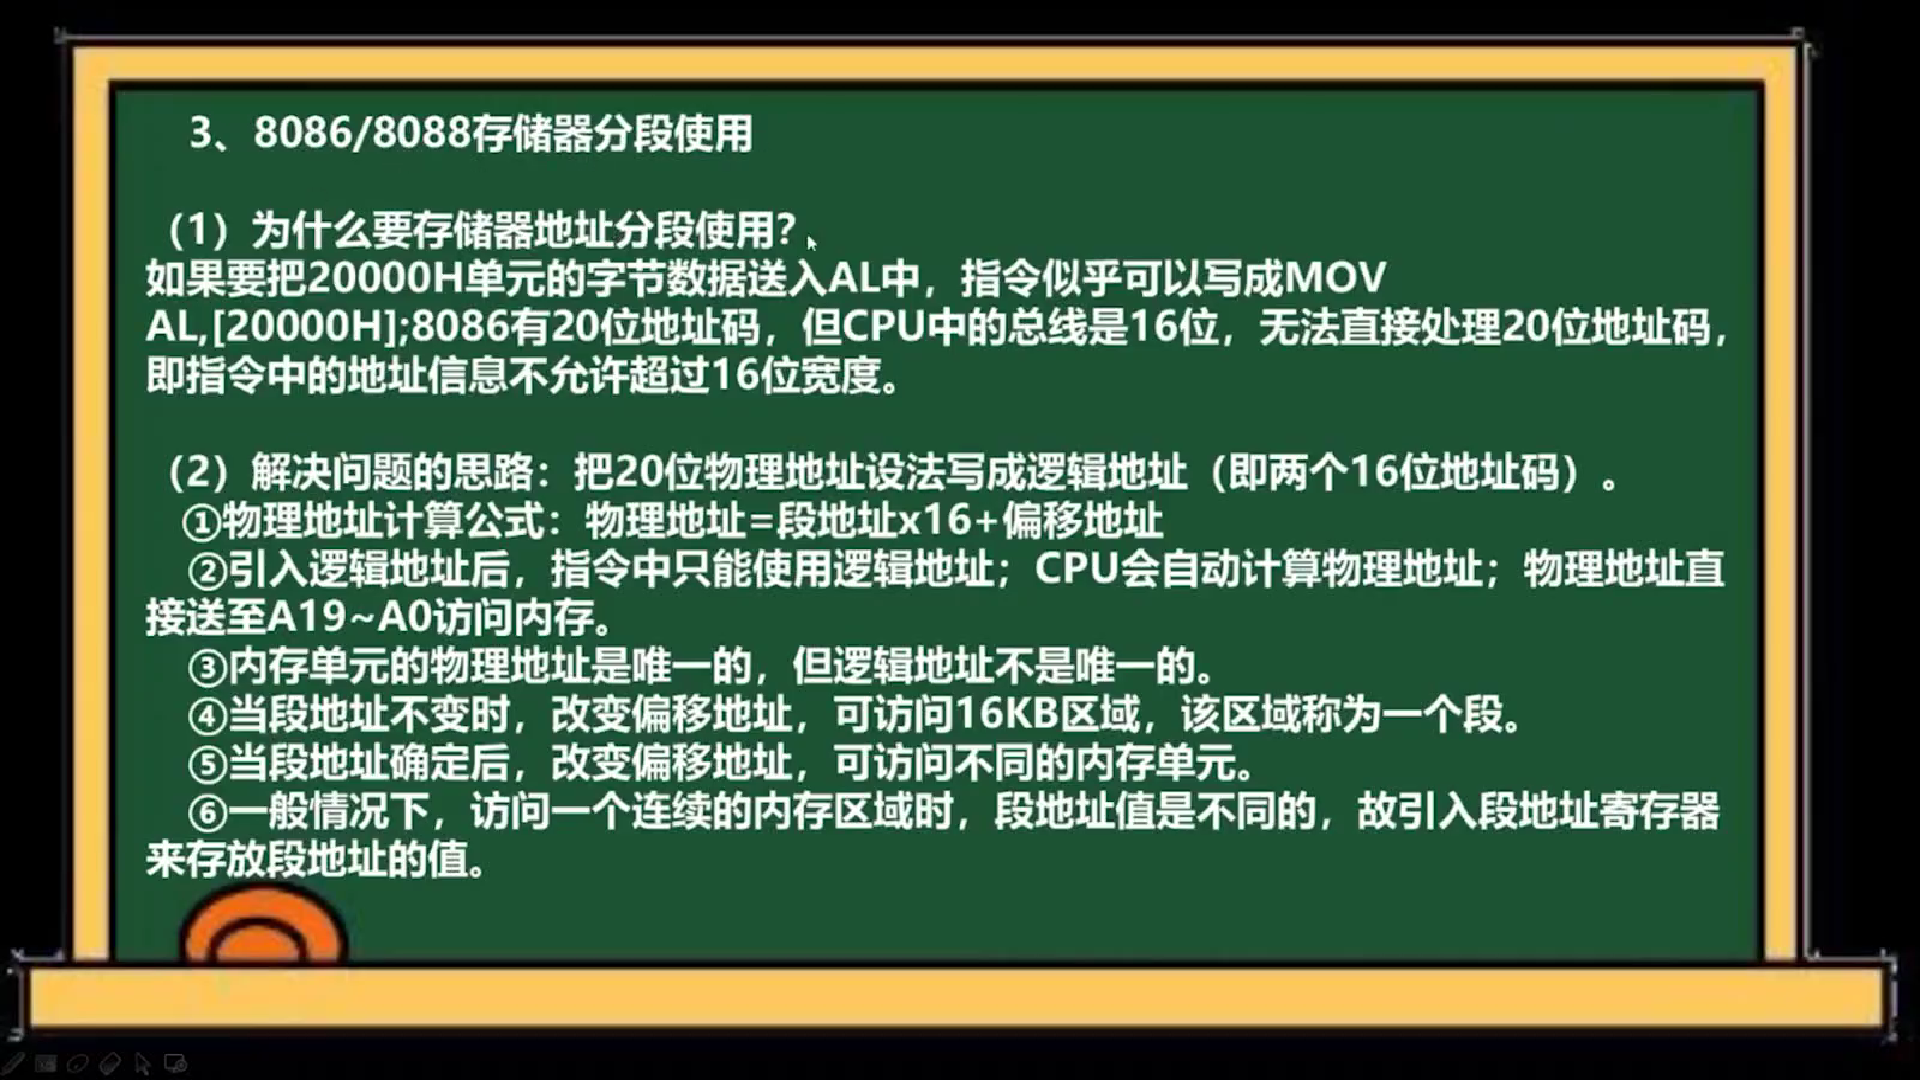 3、8086/8088存储器分段使用
（1）为什么要存储器地址分段使用？
如果要把20000H单元的字节数据送入AL中，指令似乎可以写成MOV
AL,[20000H];8086有20位地址码，但CPU中的总线是16位，无法直接处理20位地址码，
即指令中的地址信息不允许超过16位宽度。
（2）解决问题的思路：把20位物理地址设法写成逻辑地址（即两个16位地址码）。
①物理地址计算公式：物理地址=段地址x16+偏移地址
②引入逻辑地址后，指令中只能使用逻辑地址；CPU会自动计算物理地址；物理地址直
接送至A19~A0访问内存。
③内存单元的物理地址是唯一的，但逻辑地址不是唯一的。
④当段地址不变时，改变偏移地址，可访问16KB区域，该区域称为一个段。
⑤当段地址确定后，改变偏移地址，可访问不同的内存单元。
⑥一般情况下，访问一个连续的内存区域时，段地址值是不同的，故引入段地址寄存器
来存放段地址的值。